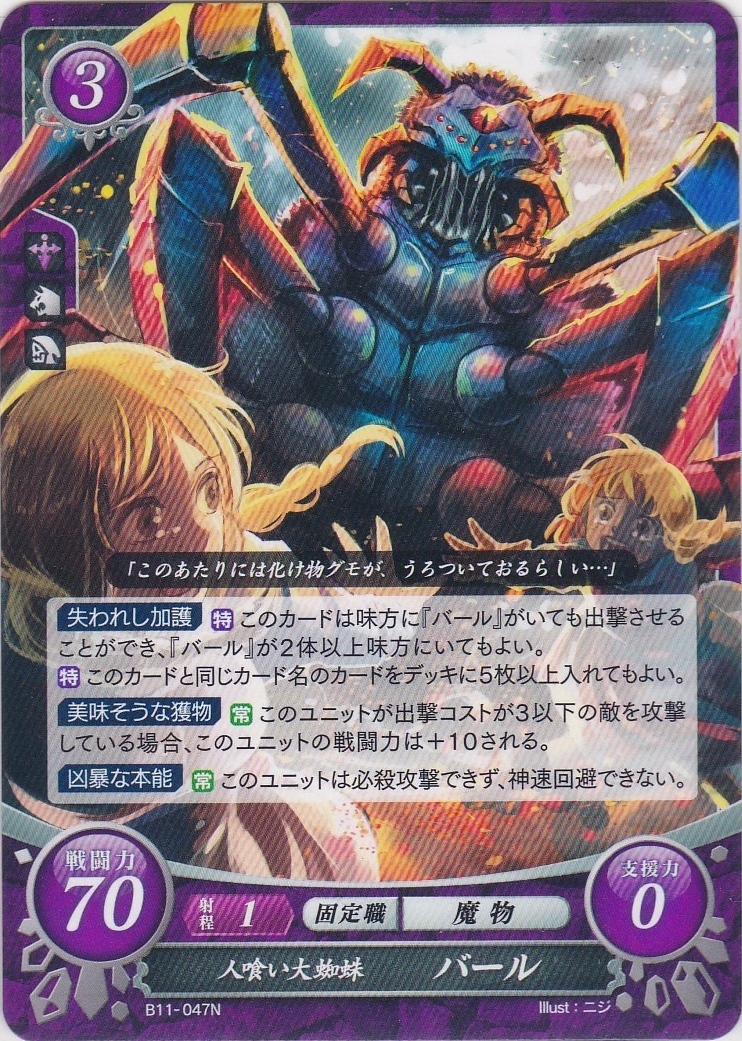 3
「このあたりには化け物グモが、うろついておるらしい…」
失われし加護 特 このカードは味方に『バール』がいても出撃させる
ことができ、『バール』が2体以上味方にいてもよい。
特 このカードと同じカード名のカードをデッキに5枚以上入れてもよい。
美味そうな獲物 常 このユニットが出撃コストが3以下の敵を攻撃
している場合、このユニットの戦闘力は+10される。
凶暴な本能 常 このユニットは必殺攻撃できず、神速回避できない。
戦闘力
70
射程 1 固定職 魔物
支援力
0
人喰い大蜘蛛 バール
B11-047N
Illust：ニジ